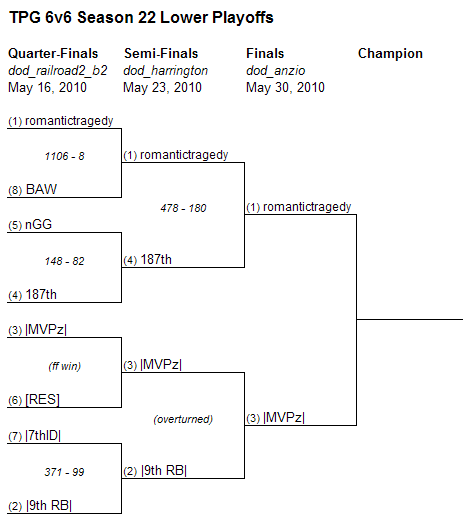 TPG 6v6 Season 22 Lower Playoffs
Quarter-Finals Semi-Finals Finals Champion
dod_railroad2_b2 dod_harrington dod_anzio
May 16, 2010 May 23, 2010 May 30, 2010
(1) romantictragedy
1106 - 8
(1) romantictragedy
(8) BAW
478 - 180
(1) romantictragedy
(5) nGG
148 - 82
(4) 187th
(4) 187th
(3) |MVPz|
(ff win)
(3) |MVPz|
(6) [RES]
(overturned)
(3) |MVPz|
(7) |7thID|
371 - 99
(2) |9th RB|
(2) |9th RB|